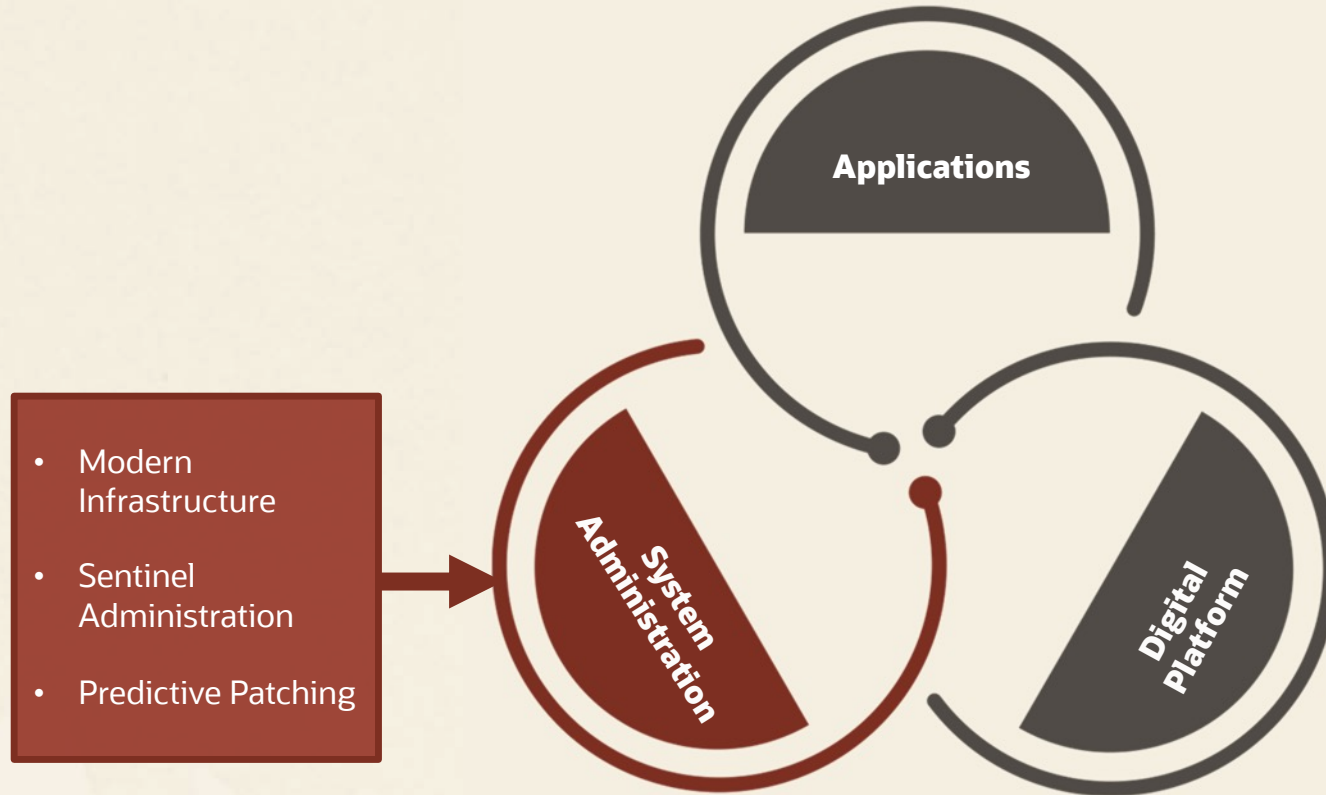 Applications
• Modern
Infrastructure
• Sentinel
Administration
• Predictive Patching
System
Administration
Digital
Platform